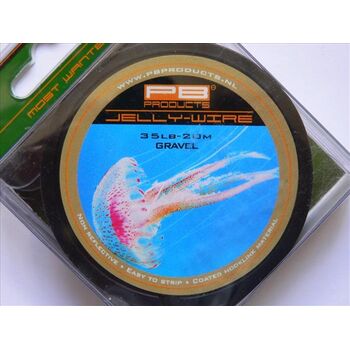 MOST WANTE
WWW.PBPRODUCTS.NL
PB®
PRODUCTS
JELLY-WIRE
35LB-20M
GRAVEL
NON REFLECTIVE • EASY TO STRIP • COATED HOOKLINK MATERIAL